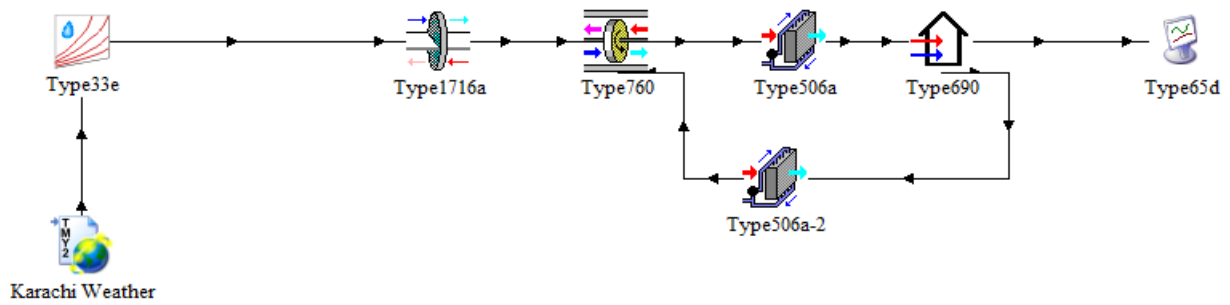 Type33e
Type1716a
Type760
Type506a
Type690
Type65d
Type506a-2
TMY2
Karachi Weather